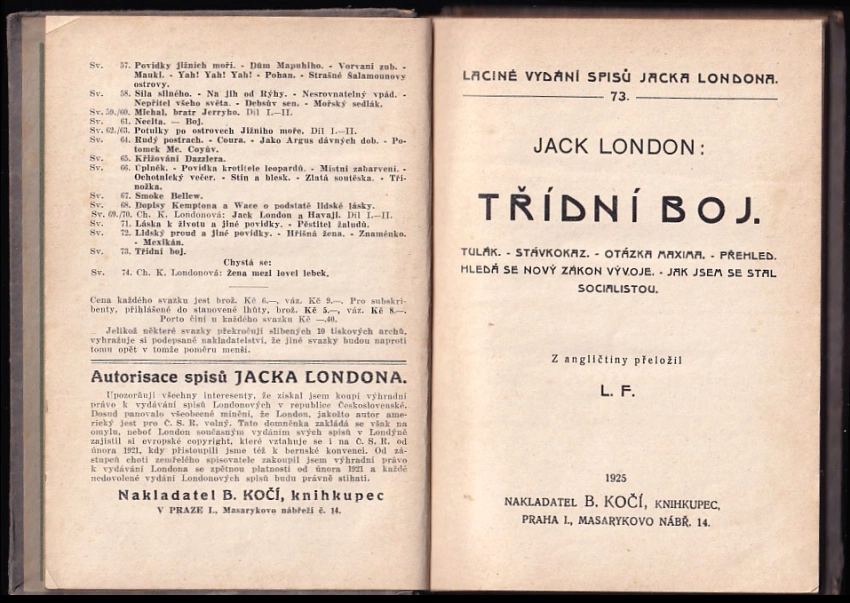 Sv. 57. Povídky jižních moří. - Dům Mapuhiho. - Vorvaní zub. -
Mauki. - Yah! Yah! Yah! - Pohan. - Strašné Šalamounovy
ostrovy.
Sv. 58. Síla silného. - Na jih od Rýhy. - Nesrovnatelný vpád. -
Nepřítel všeho světa. - Debsův sen. - Mořský sedlák.
Sv. 59./60. Michal, bratr Jerryho. Díl I.—II.
Sv. 61. Necita. — Boj.
Sv. 62./63. Potulky po ostrovech Jižního moře. Díl I.—II.
Sv. 64. Rudý postrach. - Coura. - Jako Argus dávných dob. - Po-
tomek Mc. Coyův.
Sv. 65. Křižování Dazzlera.
Sv. 66. Úplněk. - Povídka krotitele leopardů. - Místní zabarvení. -
Ochotnický večer. - Stín a blesk. - Zlatá soutěska. - Tří-
nožka.
Sv. 67. Smoke Bellew.
Sv. 68. Dopisy Kemptona a Wace o podstatě lidské lásky.
Sv. 69./70. Ch. K. Londonová: Jack London a Havaji. Díl I.—II.
Sv. 71. Láska k životu a jiné povídky. - Pěstitel žaludů.
Sv. 72. Lidský proud a jiné povídky. - Hříšná žena. - Znaménko.
- Mexikán.
Sv. 73. Třídní boj.
Chystá se:
Sv. 74. Ch. K. Londonová: Žena mezi lovci lebek.
Cena každého svazku jest brož. Kč 6.—, váz. Kč 9.—. Pro subskri-
benty, přihlášené do stanovené lhůty, brož. Kč 5.—, váz. Kč 8.—.
Porto činí u každého svazku Kč —.40.
Jelikož některé svazky překročují slíbených 10 tiskových archů,
vyhražuje si podepsané nakladatelství, že jiné svazky budou naproti
tomu opět v tomže poměru menší.
Autorisace spisů JACKA LONDONA.
Upozorňuji všechny interesenty, že získal jsem koupí výhradní
právo k vydávání spisů Londonových v republice Československé.
Dosud panovalo všeobecné mínění, že London, jakožto autor ame-
rický jest pro Č. S. R. volný. Tato domněnka zakládá se však na
omylu, neboť London současným vydáním svých spisů v Londýně
zajistil si evropské copyright, které vztahuje se i na Č. S. R. od
února 1921, kdy přistoupili jsme též k bernské konvenci. Od zá-
stupců choti zemřelého spisovatele zakoupil jsem výhradní právo
k vydávání Londona se zpětnou platností od února 1921 a každé
nedovolené vydání Londonových spisů budu právně stíhati.
Nakladatel B. KOČÍ, knihkupec
V PRAZE I., Masarykovo nábřeží č. 14.
LACINÉ VYDÁNÍ SPISŮ JACKA LONDONA.
73.
JACK LONDON:
TŘÍDNÍ BOJ.
TULÁK. - STÁVKOKAZ. - OTÁZKA MAXIMA. - PŘEHLED.
HLEDÁ SE NOVÝ ZÁKON VÝVOJE. - JAK JSEM SE STAL
SOCIALISTOU.
Z angličtiny přeložil
L. F.
1925
NAKLADATEL B. KOČÍ, KNIHKUPEC,
PRAHA I., MASARYKOVO NÁBŘ. 14.